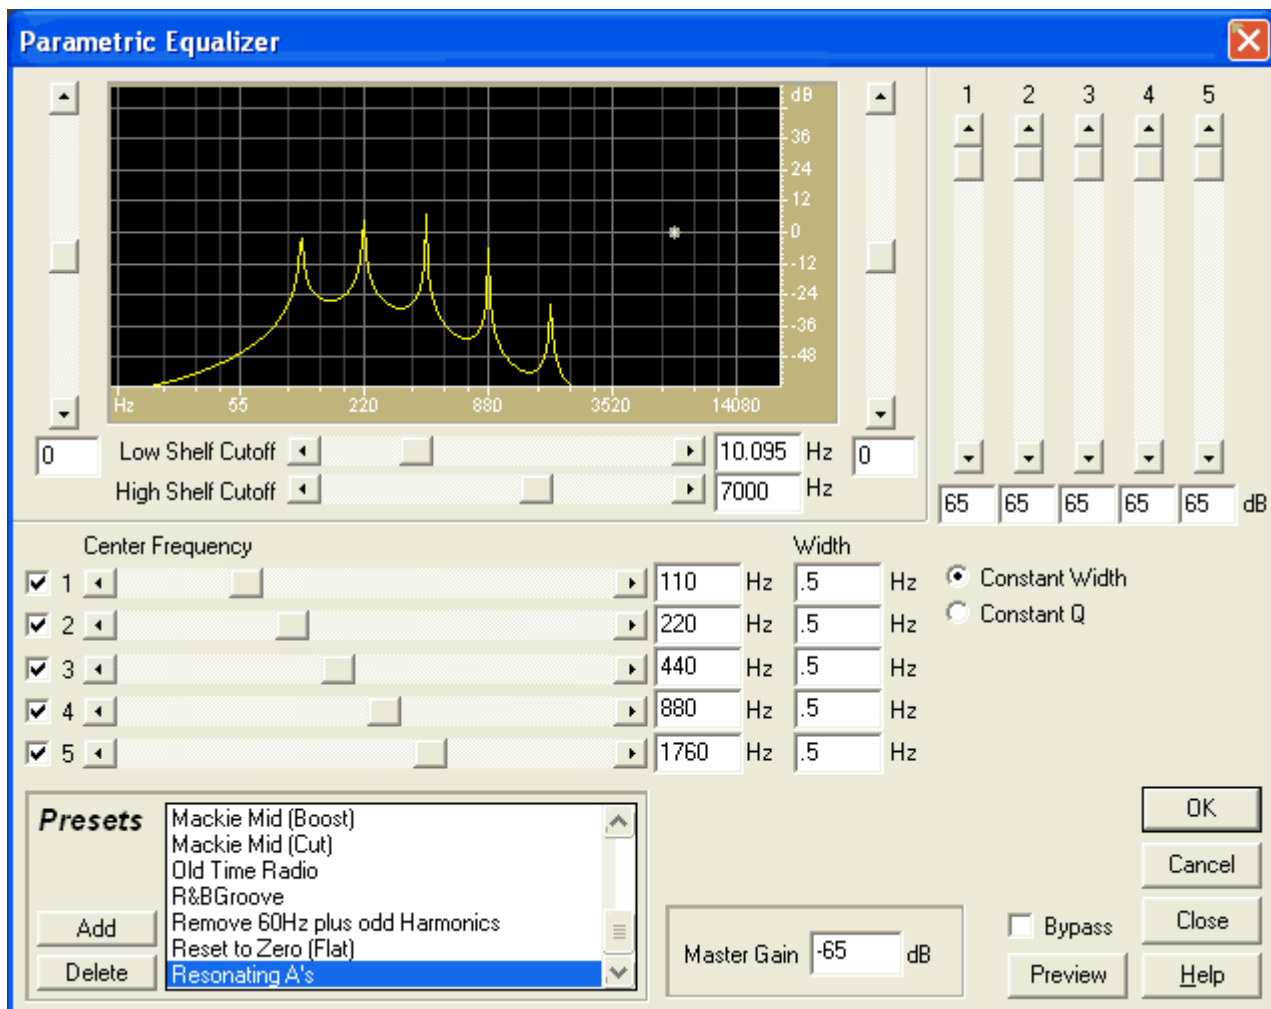 Parametric Equalizer
dB
36
24
12
0
-12
-24
-36
-48
Hz 55 220 880 3520 14080
1 2 3 4 5
0 Low Shelf Cutoff 10.095 Hz 0
High Shelf Cutoff 7000 Hz
65 65 65 65 65 dB
Center Frequency Width
1 110 Hz .5 Hz Constant Width
2 220 Hz .5 Hz Constant Q
3 440 Hz .5 Hz
4 880 Hz .5 Hz
5 1760 Hz .5 Hz
Presets
Mackie Mid (Boost)
Mackie Mid (Cut)
Old Time Radio
R&BGroove
Remove 60Hz plus odd Harmonics
Reset to Zero (Flat)
Resonating A's
Add
Delete
Master Gain -65 dB
Bypass
Preview
OK
Cancel
Close
Help